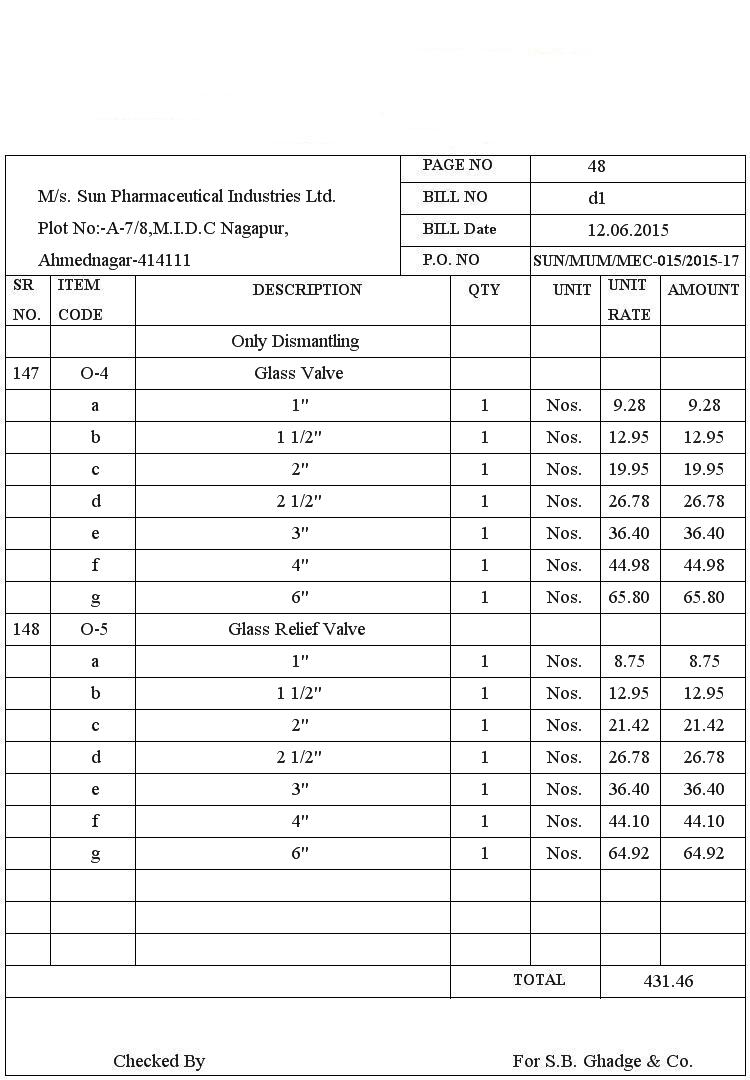 PAGE NO 48
M/s. Sun Pharmaceutical Industries Ltd. BILL NO d1
Plot No:-A-7/8,M.I.D.C Nagapur, BILL Date 12.06.2015
Ahmednagar-414111 P.O. NO SUN/MUM/MEC-015/2015-17
SR NO. ITEM CODE DESCRIPTION QTY UNIT UNIT RATE AMOUNT
Only Dismantling
147 O-4 Glass Valve
a 1" 1 Nos. 9.28 9.28
b 1 1/2" 1 Nos. 12.95 12.95
c 2" 1 Nos. 19.95 19.95
d 2 1/2" 1 Nos. 26.78 26.78
e 3" 1 Nos. 36.40 36.40
f 4" 1 Nos. 44.98 44.98
g 6" 1 Nos. 65.80 65.80
148 O-5 Glass Relief Valve
a 1" 1 Nos. 8.75 8.75
b 1 1/2" 1 Nos. 12.95 12.95
c 2" 1 Nos. 21.42 21.42
d 2 1/2" 1 Nos. 26.78 26.78
e 3" 1 Nos. 36.40 36.40
f 4" 1 Nos. 44.10 44.10
g 6" 1 Nos. 64.92 64.92
TOTAL 431.46
Checked By For S.B. Ghadge & Co.